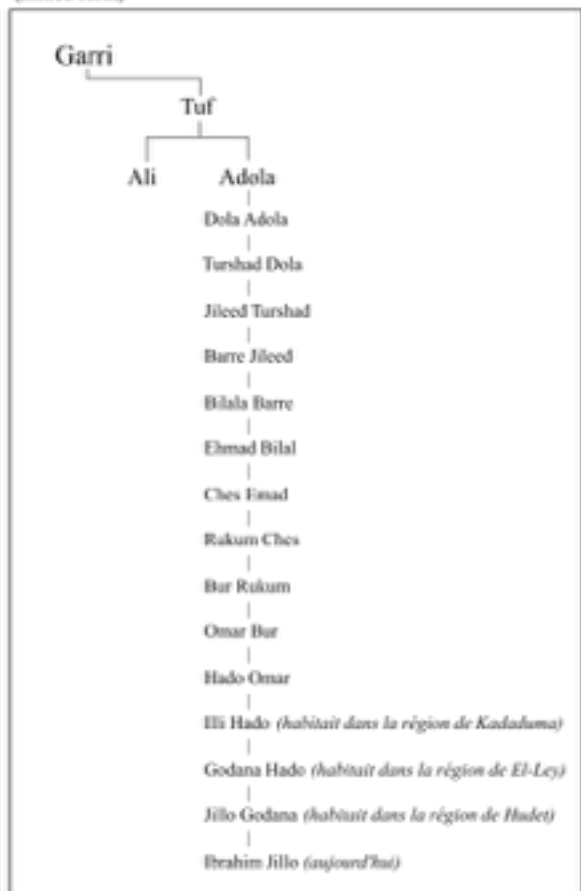 Garri
Tuf
Ali Adola
Dola Adola
Turshad Dola
Jileed Turshad
Barre Jileed
Bilala Barre
Ehmad Bilal
Ches Emad
Rukum Ches
Bur Rukum
Omar Bur
Hado Omar
Illi Hado (habitait dans la région de Kadaduma)
Godana Hado (habitait dans la région de El-Ley)
Jillo Godana (habitait dans la région de Hudet)
Ibrahim Jillo (aujourd'hui)